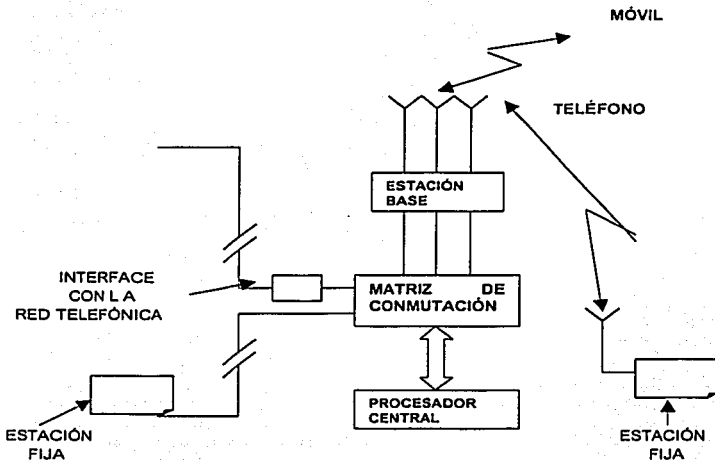 MÓVIL
TELÉFONO
ESTACIÓN
BASE
INTERFACE
CON L A
RED TELEFÓNICA
MATRIZ DE
CONMUTACIÓN
PROCESADOR
CENTRAL
ESTACIÓN
FIJA
ESTACIÓN
FIJA